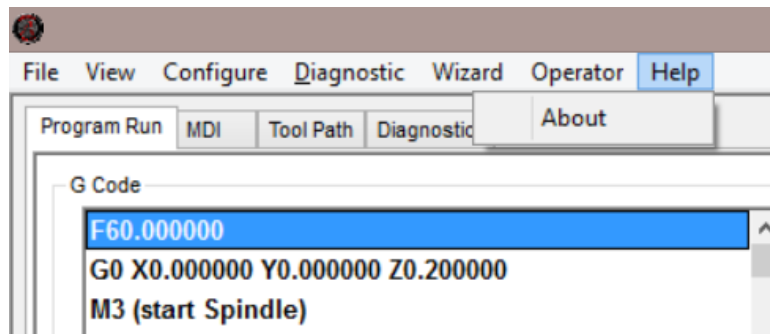 File View Configure Diagnostic Wizard Operator Help
About
Program Run MDI Tool Path Diagnostic
G Code
F60.000000
G0 X0.000000 Y0.000000 Z0.200000
M3 (start Spindle)